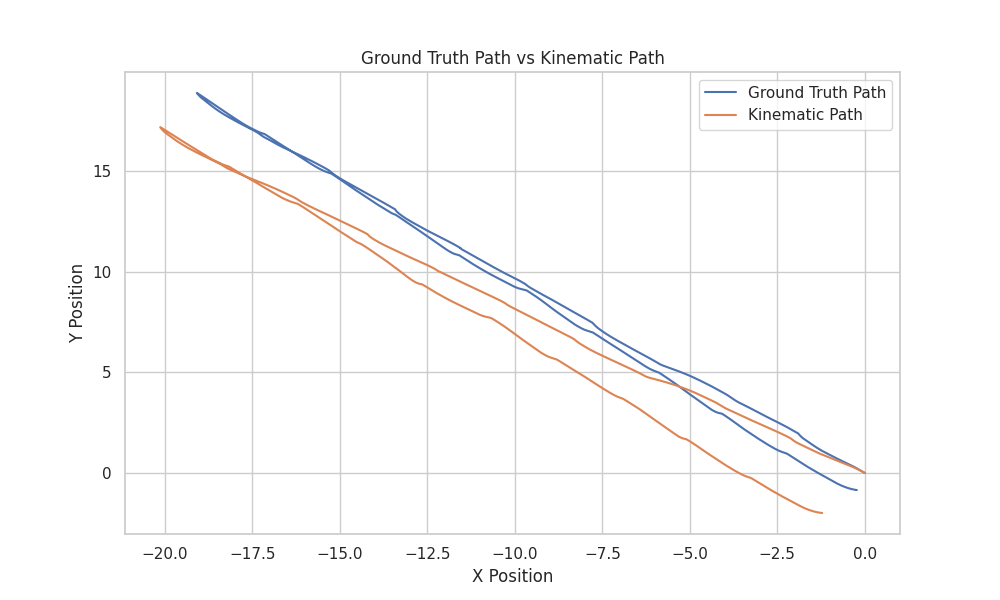 Ground Truth Path vs Kinematic Path
Ground Truth Path
Kinematic Path
Y Position
15
10
5
0
−20.0 −17.5 −15.0 −12.5 −10.0 −7.5 −5.0 −2.5 0.0
X Position